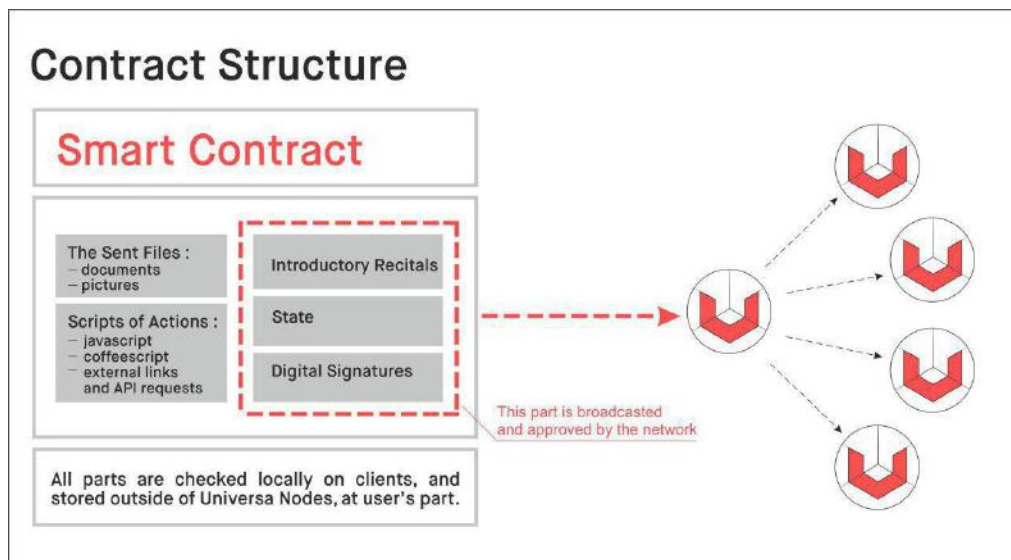 Contract Structure
Smart Contract
The Sent Files :
– documents
– pictures
Scripts of Actions :
– javascript
– coffeescript
– external links
and API requests
Introductory Recitals
State
Digital Signatures
This part is broadcasted
and approved by the network
All parts are checked locally on clients, and
stored outside of Universa Nodes, at user's part.